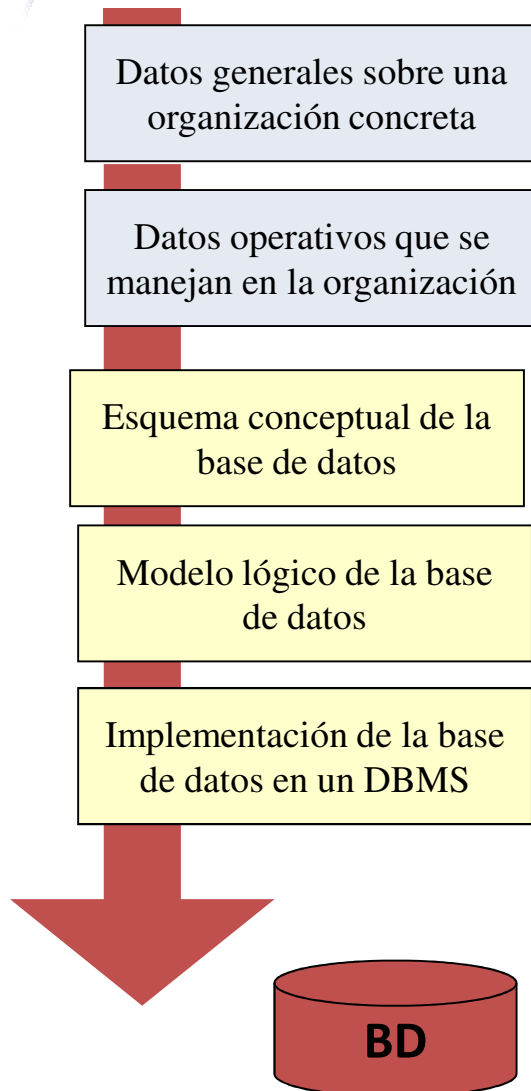 Datos generales sobre una
organización concreta
Datos operativos que se
manejan en la organización
Esquema conceptual de la
base de datos
Modelo lógico de la base
de datos
Implementación de la base
de datos en un DBMS
BD